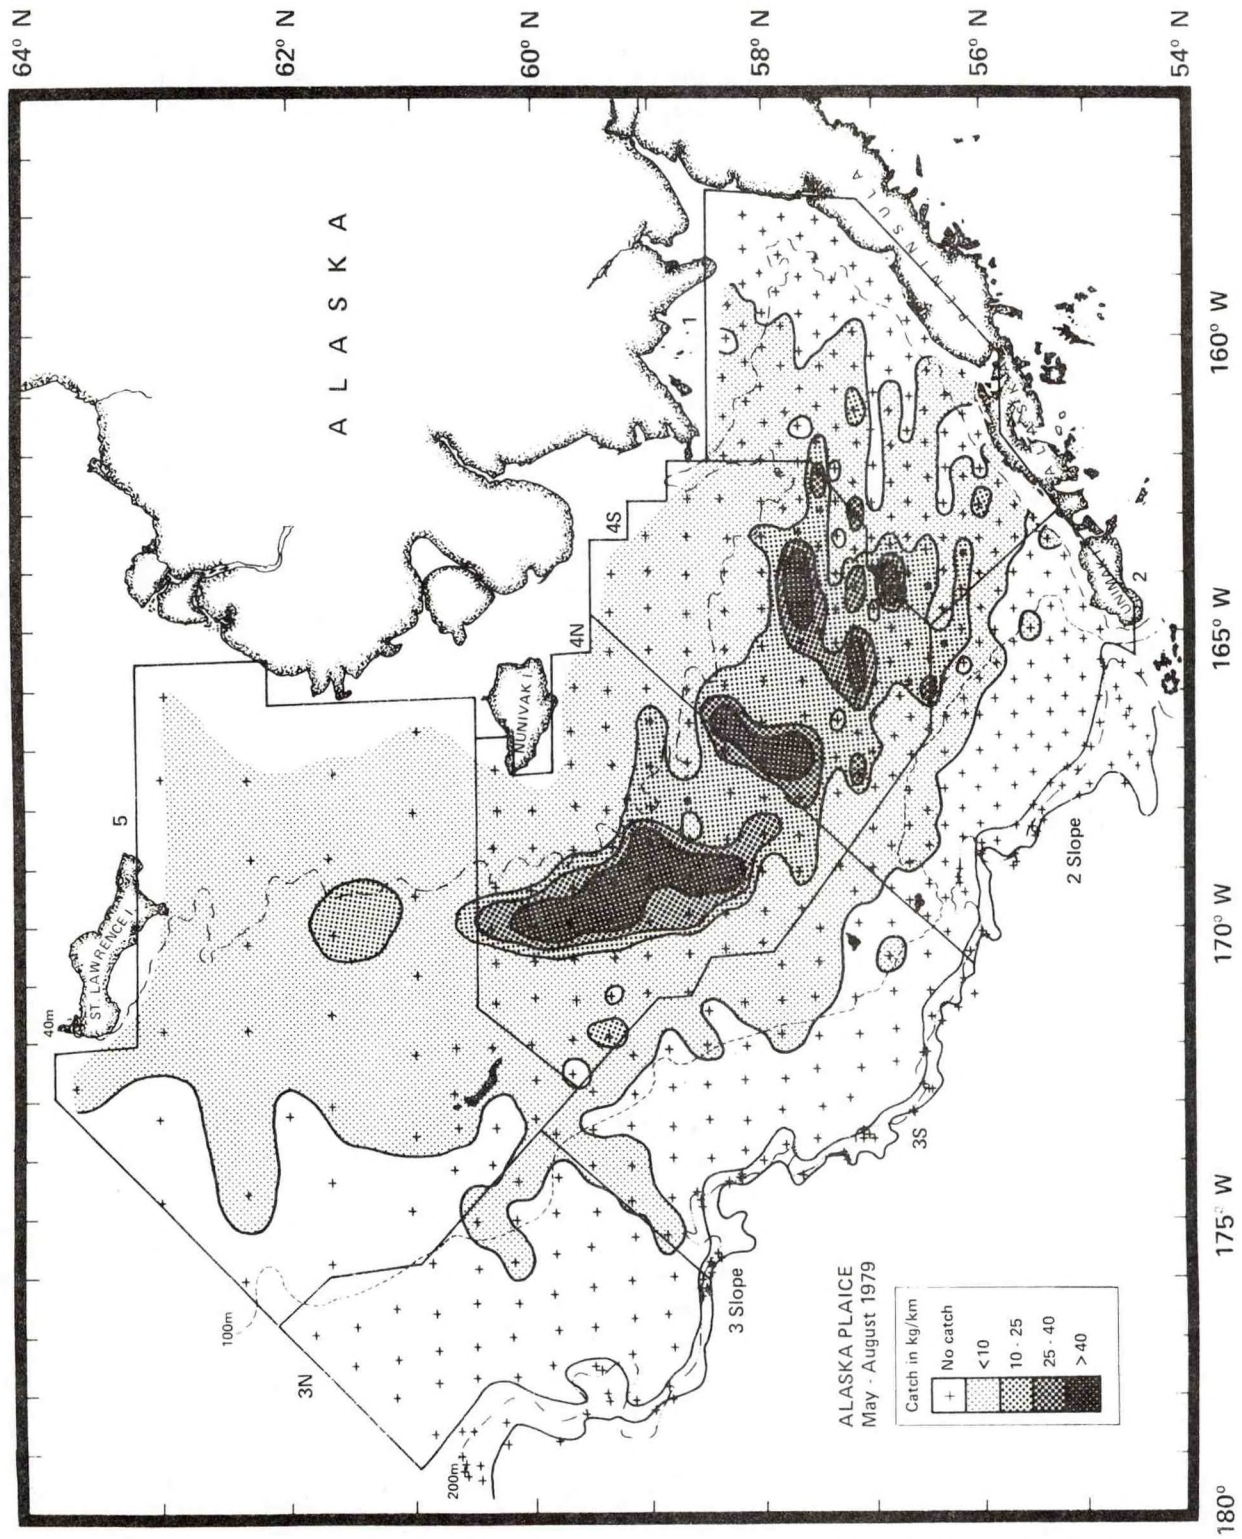 64° N
62° N
60° N
58° N
56° N
54° N
160° W
165° W
170° W
175° W
180°
ALASKA
PENINSULA
UNIMAK
NUNIVAK I.
ST LAWRENCE I.
40m
100m
200m
1
2
4S
4N
5
3N
3S
2 Slope
3 Slope
ALASKA PLAICE
May - August 1979
Catch in kg/km
+ No catch
<10
10 - 25
25 - 40
>40